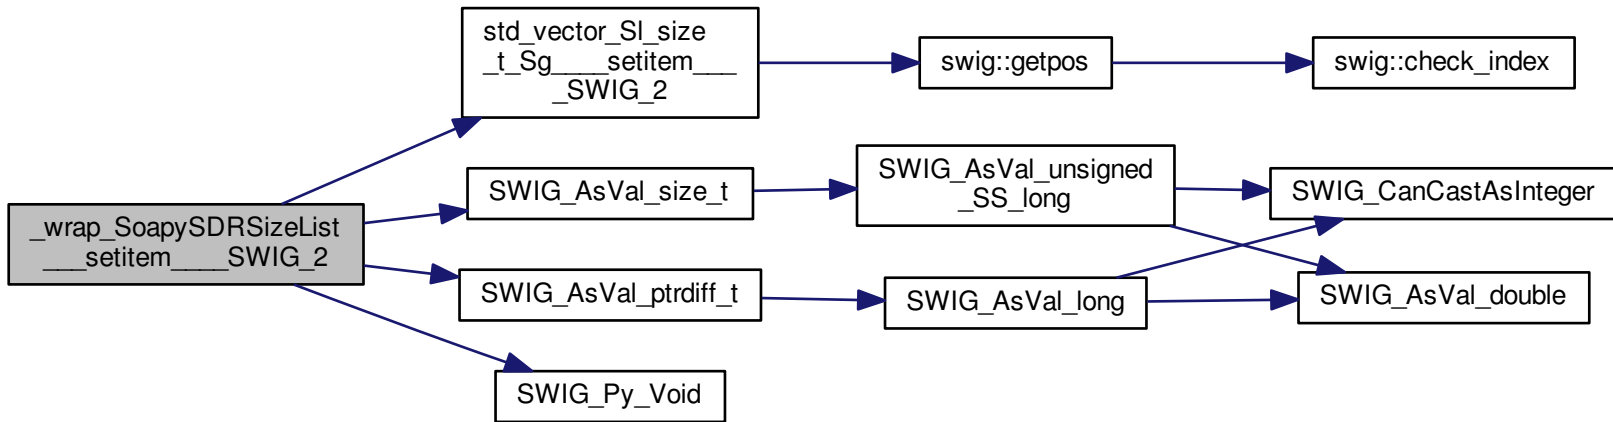 _wrap_SoapySDRSizeList
___setitem____SWIG_2
std_vector_Sl_size
_t_Sg____setitem___
_SWIG_2
swig::getpos
swig::check_index
SWIG_AsVal_size_t
SWIG_AsVal_unsigned
_SS_long
SWIG_CanCastAsInteger
SWIG_AsVal_ptrdiff_t
SWIG_AsVal_long
SWIG_AsVal_double
SWIG_Py_Void